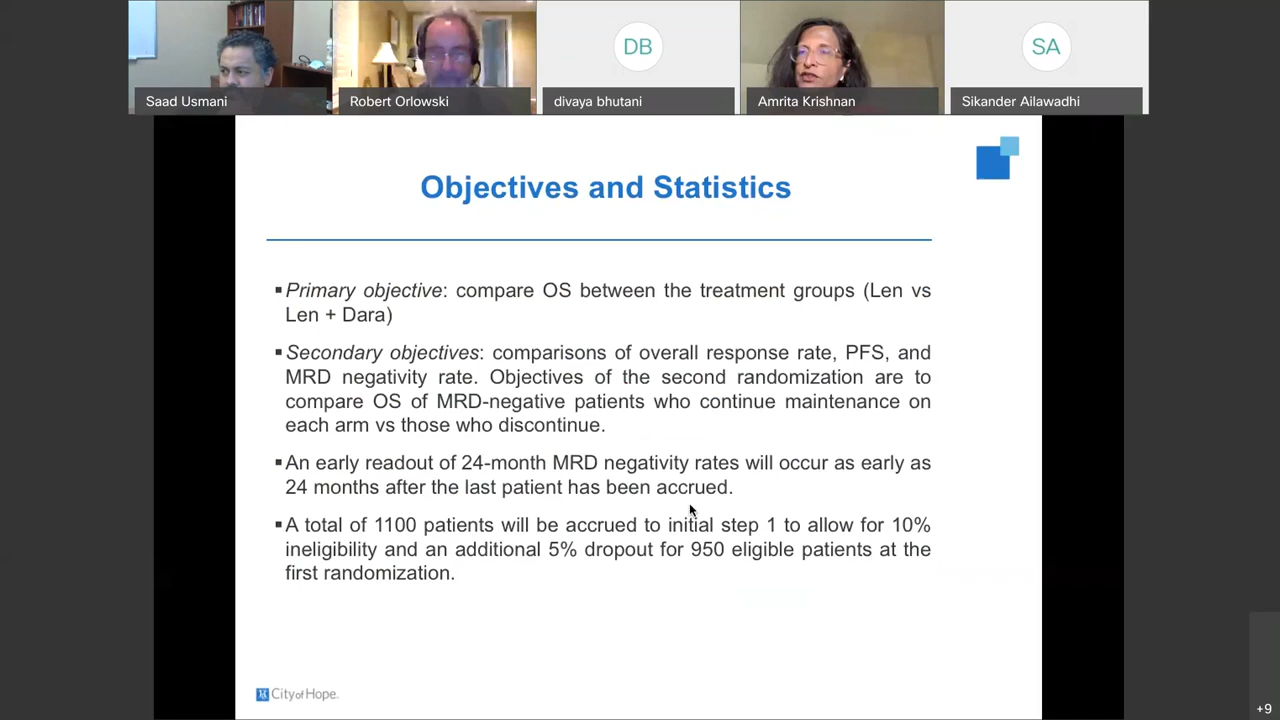 DB
SA
Saad Usmani
Robert Orlowski
divaya bhutani
Amrita Krishnan
Sikander Ailawadhi
Objectives and Statistics
▪Primary objective: compare OS between the treatment groups (Len vs
Len + Dara)
▪Secondary objectives: comparisons of overall response rate, PFS, and
MRD negativity rate. Objectives of the second randomization are to
compare OS of MRD-negative patients who continue maintenance on
each arm vs those who discontinue.
▪An early readout of 24-month MRD negativity rates will occur as early as
24 months after the last patient has been accrued.
▪A total of 1100 patients will be accrued to initial step 1 to allow for 10%
ineligibility and an additional 5% dropout for 950 eligible patients at the
first randomization.
City of Hope.
+9